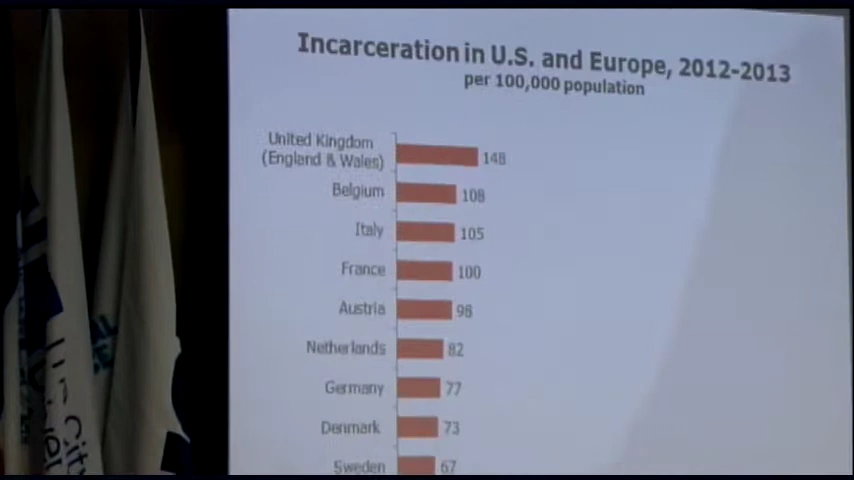 Incarceration in U.S. and Europe, 2012-2013
per 100,000 population
United Kingdom
(England & Wales) 148
Belgium 108
Italy 105
France 100
Austria 98
Netherlands 82
Germany 77
Denmark 73
Sweden 67
City